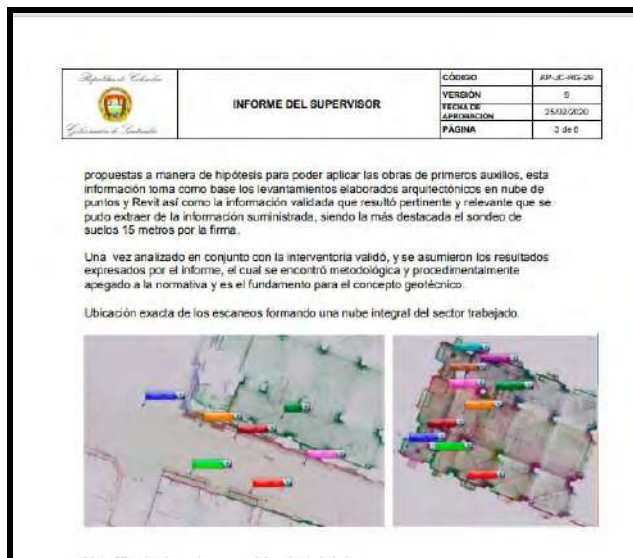 República de Colombia
Gobernación de Santander
INFORME DEL SUPERVISOR
CÓDIGO AP-JC-RG-29
VERSIÓN 5
FECHA DE APROBACIÓN 25/02/2020
PÁGINA 3 de 6
propuestas a manera de hipótesis para poder aplicar las obras de primeros auxilios, esta
información toma como base los levantamientos elaborados arquitectónicos en nube de
puntos y Revit así como la información validada que resultó pertinente y relevante que se
pudo extraer de la información suministrada, siendo la más destacada el sondeo de
suelos 15 metros por la firma.
Una vez analizado en conjunto con la interventoría validó, y se asumieron los resultados
expresados por el informe, el cual se encontró metodológica y procedimentalmente
apegado a la normativa y es el fundamento para el concepto geotécnico.
Ubicación exacta de los escaneos formando una nube integral del sector trabajado.